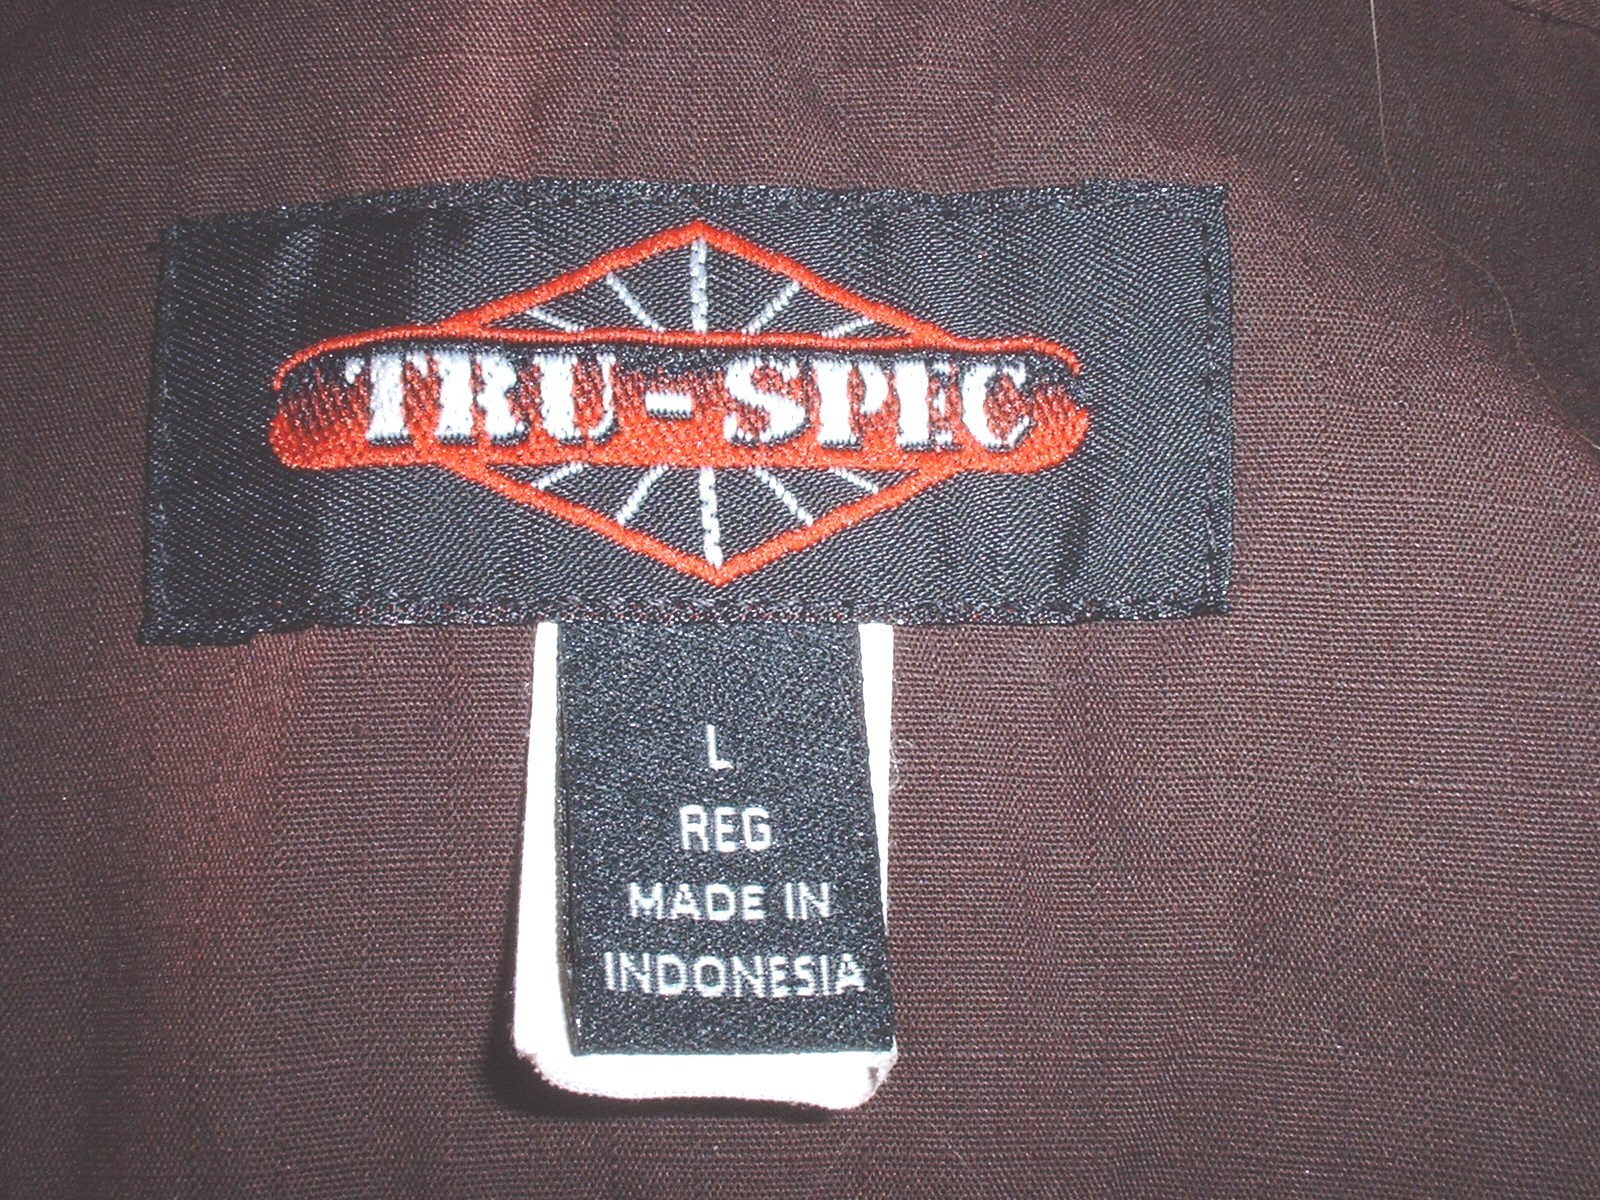 TRU-SPEC
L
REG
MADE IN
INDONESIA